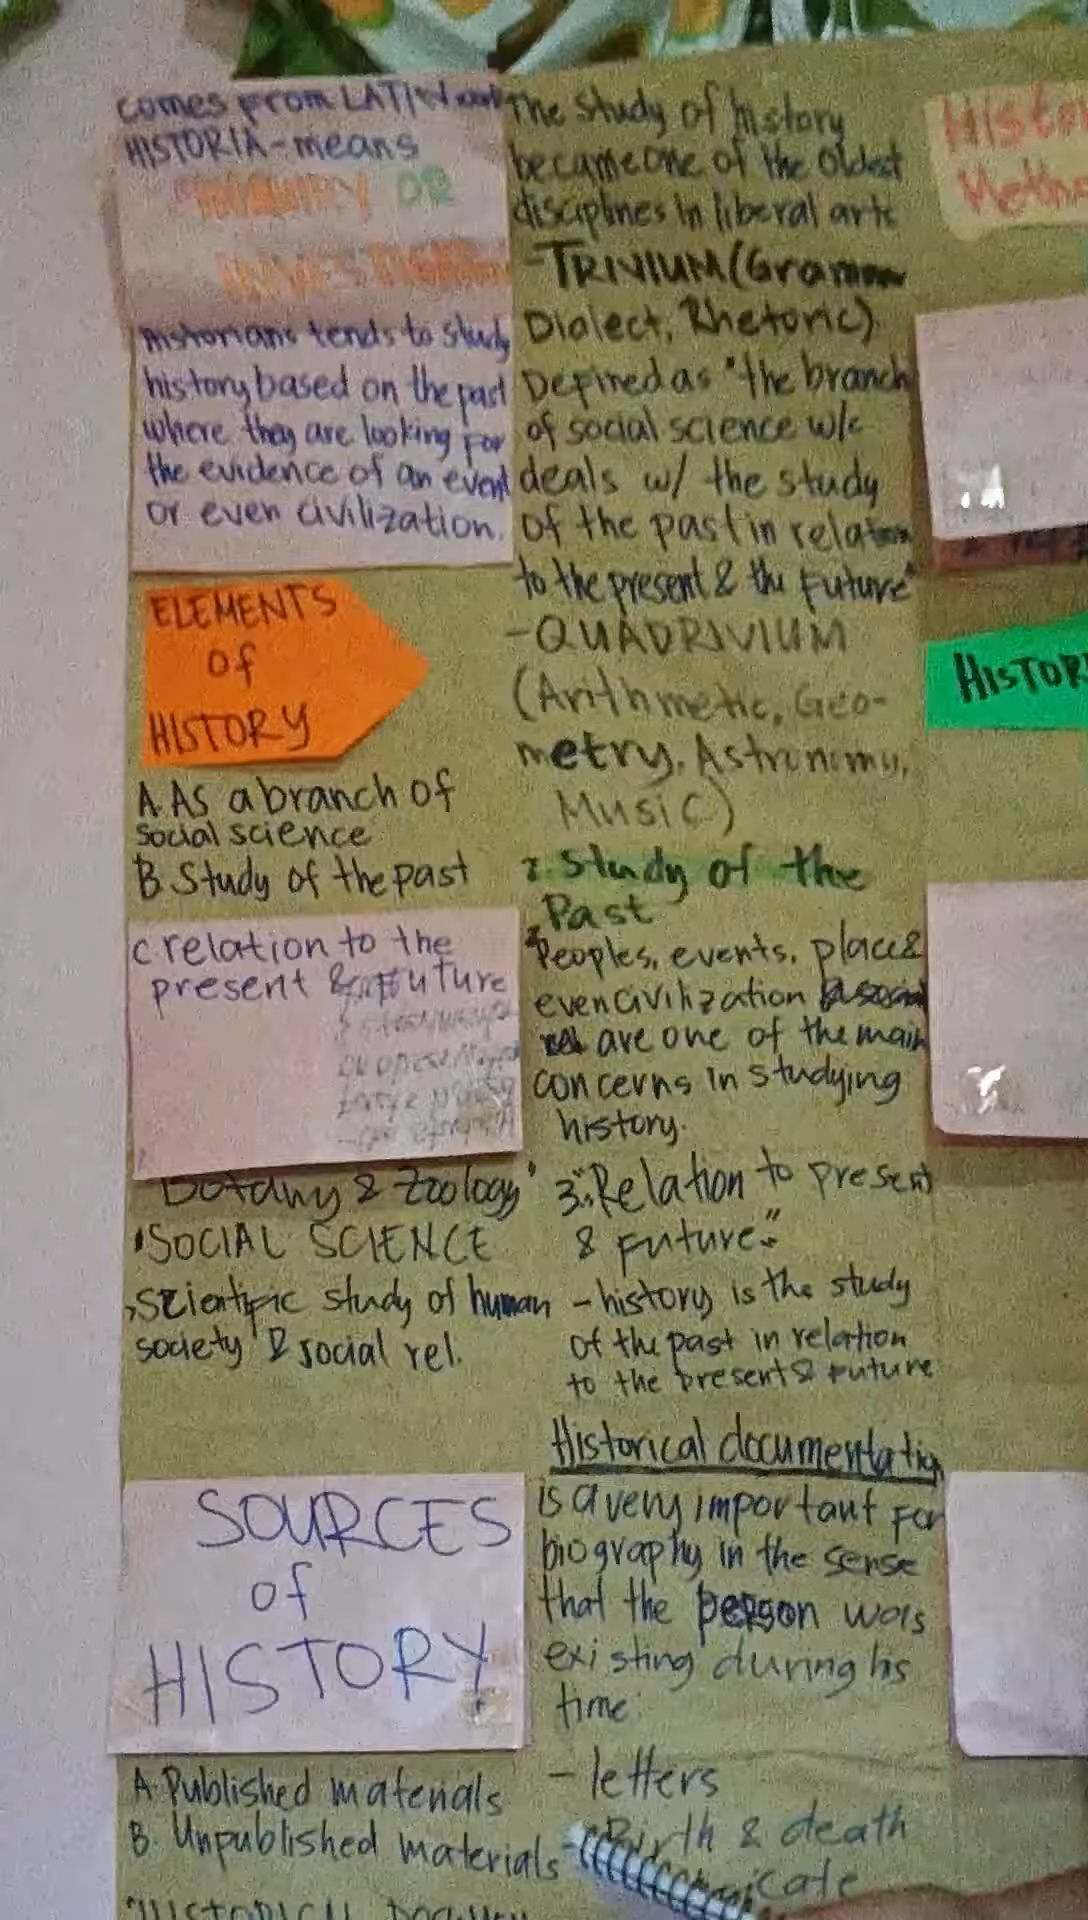 comes from LATIN
HISTORIA - means
INQUIRY OR
INVESTIGATION
historians tends to study
history based on the past
where they are looking for
the evidence of an event
or even civilization.
ELEMENTS
of
HISTORY
A. AS a branch of
social science
B. Study of the past
C relation to the
present & Future
Botany & Zoology"
SOCIAL SCIENCE
scientific study of human
society & social rel.
SOURCES
of
HISTORY
A. Published materials
B. Unpublished materials
The study of history
became one of the oldest
disciplines in liberal arts
- TRIVIUM (Gramm
Dialect, Rhetoric)
Defined as "the branch
of social science w/c
deals w/ the study
of the past in relation
to the present & the Future"
- QUADRIVIUM
(Arithmetic, Geo-
metry, Astronomy,
Music)
2. Study of the
Past
Peoples, events, place &
even civilization
are one of the main
concerns in studying
history.
3. "Relation to present
& Future."
- history is the study
of the past in relation
to the present & Future
Historical documentation
is a very important for
biography in the sense
that the person was
existing during his
time.
- letters
- Birth & death
HISTOR